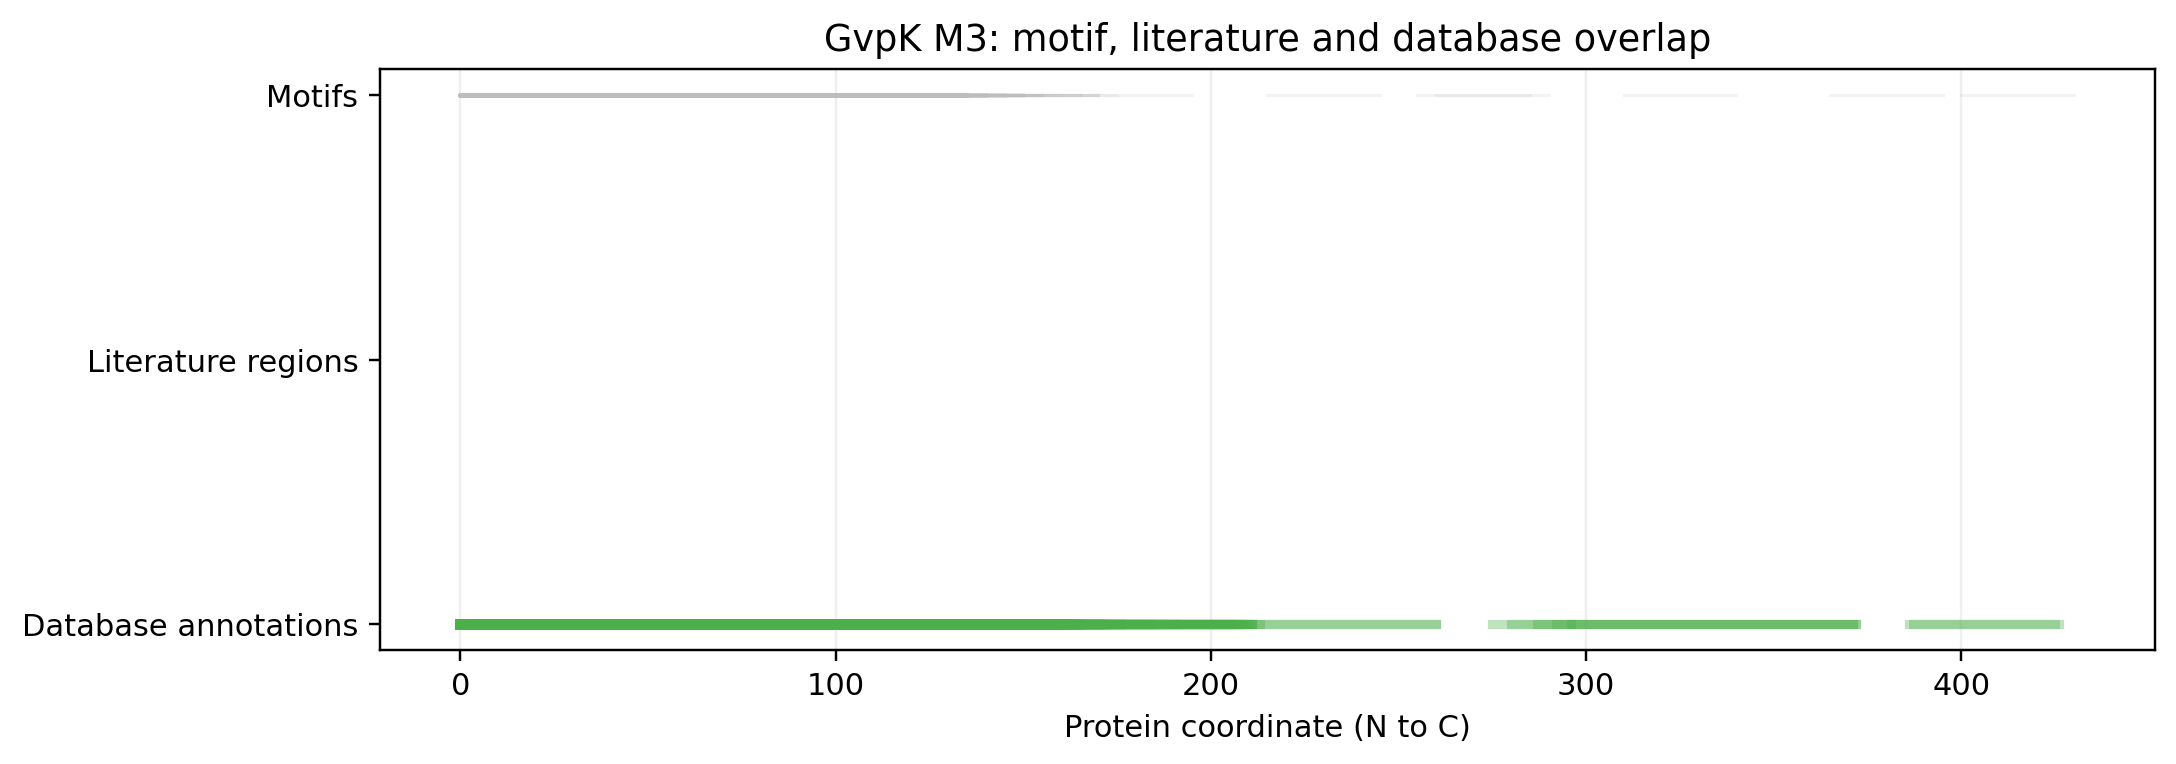 GvpK M3: motif, literature and database overlap
Motifs
Literature regions
Database annotations
0 100 200 300 400
Protein coordinate (N to C)